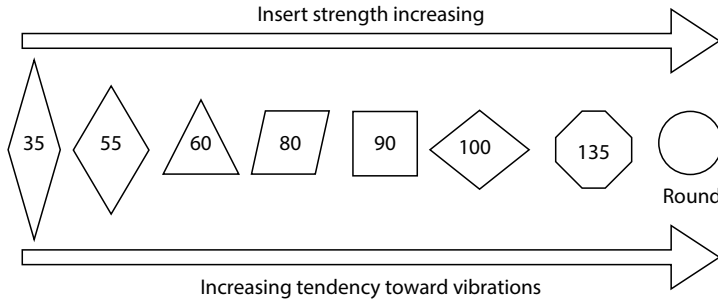 Insert strength increasing
35 55 60 80 90 100 135
Round
Increasing tendency toward vibrations